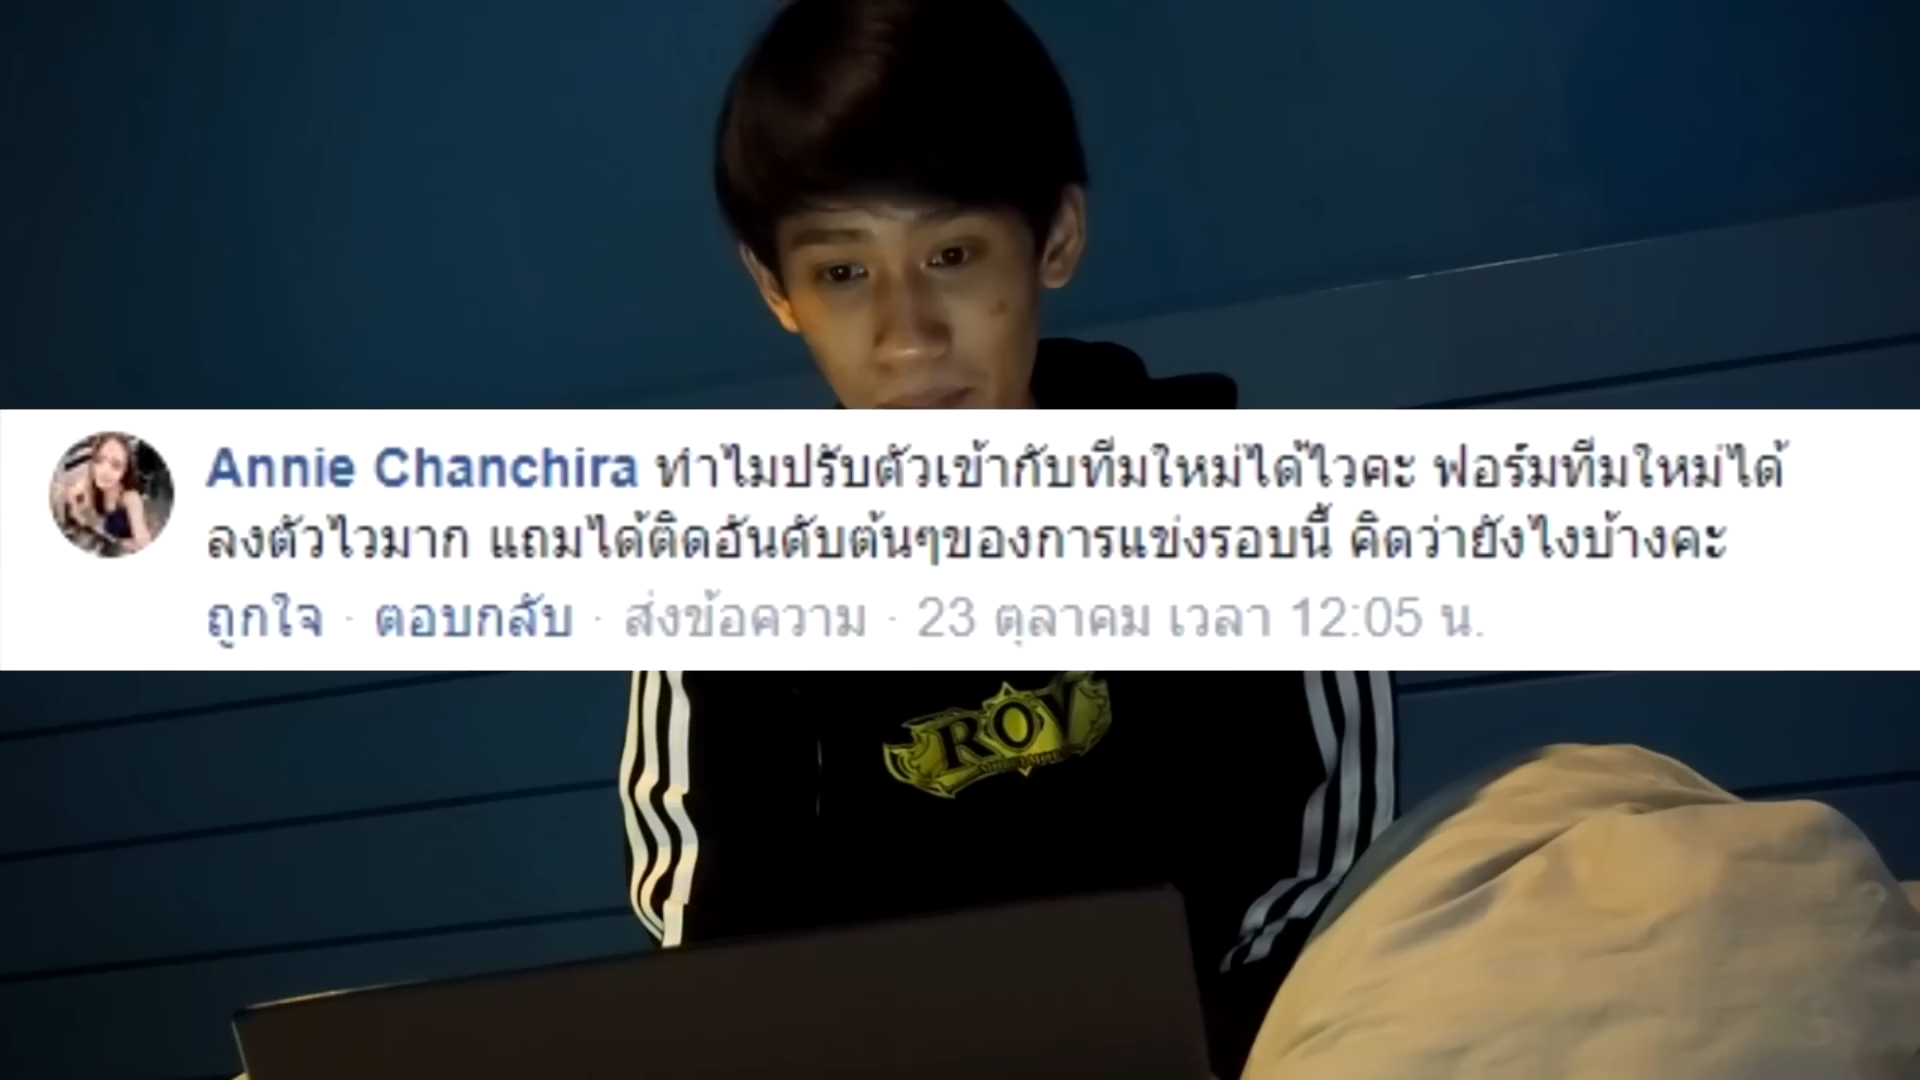 Annie Chanchira ทำไมปรับตัวเข้ากับทีมใหม่ได้ไวคะ ฟอร์มทีมใหม่ได้
ลงตัวไวมาก แถมได้ติดอันดับต้นๆของการแข่งรอบนี้ คิดว่ายังไงบ้างคะ
ถูกใจ · ตอบกลับ · ส่งข้อความ · 23 ตุลาคม เวลา 12:05 น.
ROV